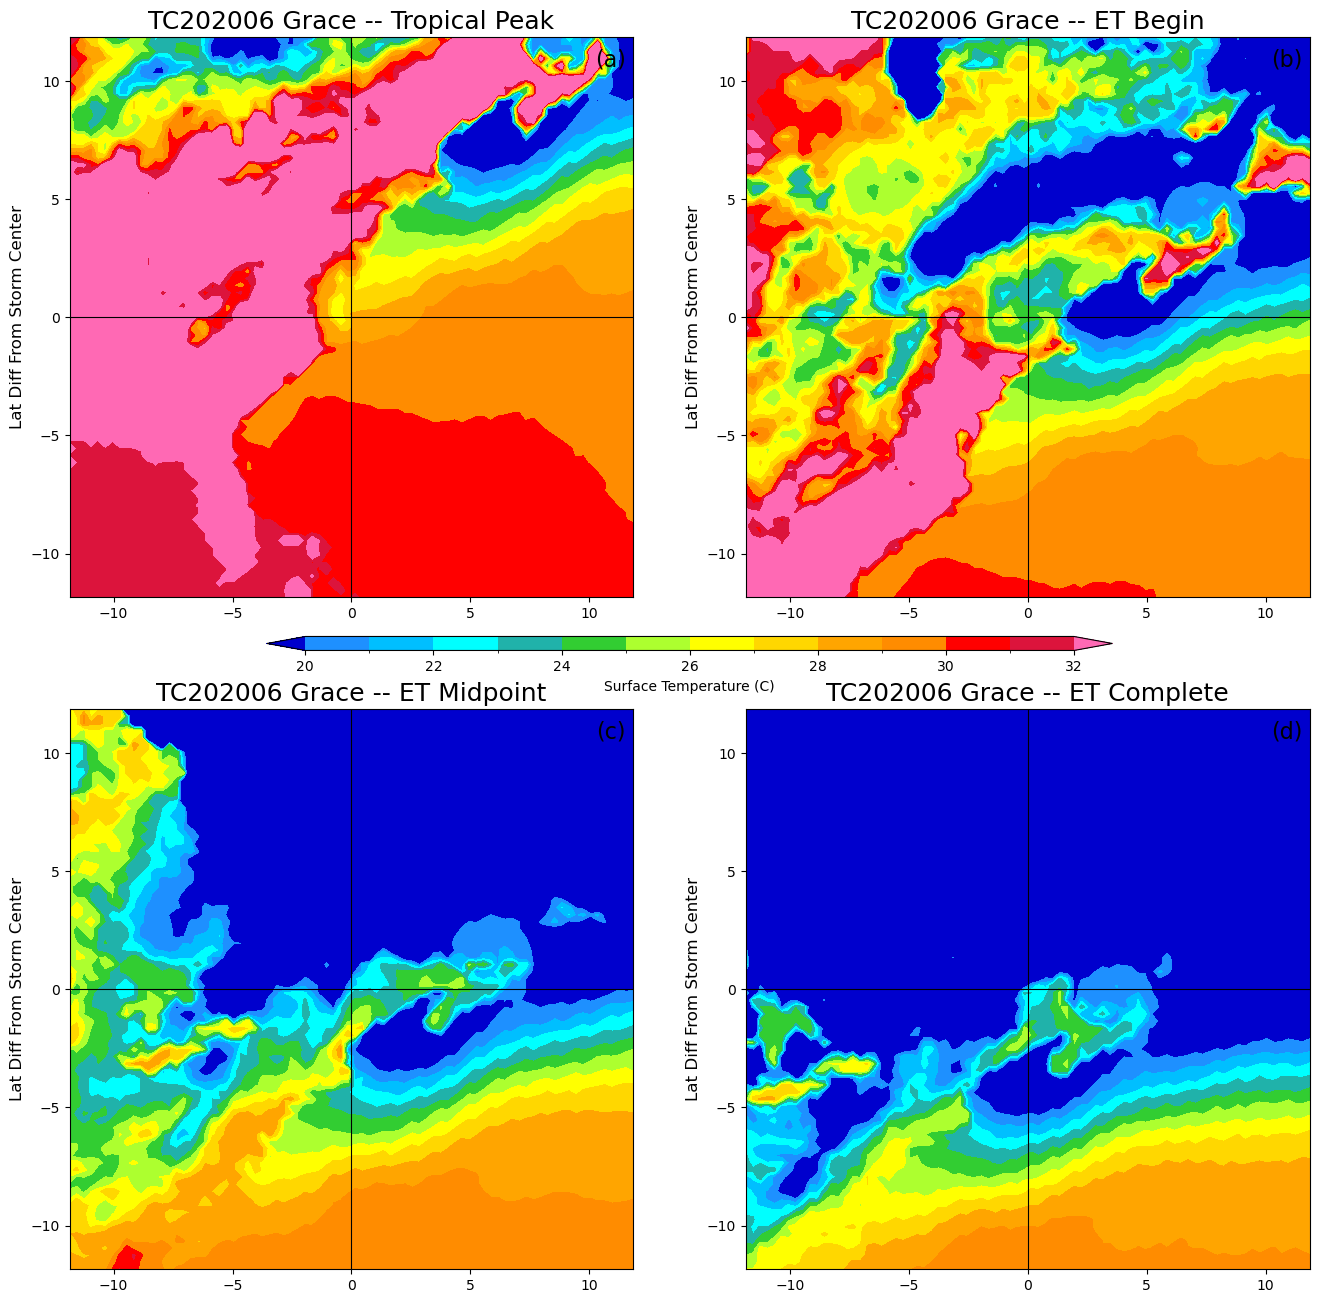 TC202006 Grace -- Tropical Peak
(a)
Lat Diff From Storm Center
10
5
0
−5
−10
−10 −5 0 5 10
TC202006 Grace -- ET Begin
(b)
Lat Diff From Storm Center
10
5
0
−5
−10
−10 −5 0 5 10
20 22 24 26 28 30 32
Surface Temperature (C)
TC202006 Grace -- ET Midpoint
(c)
Lat Diff From Storm Center
10
5
0
−5
−10
−10 −5 0 5 10
TC202006 Grace -- ET Complete
(d)
Lat Diff From Storm Center
10
5
0
−5
−10
−10 −5 0 5 10